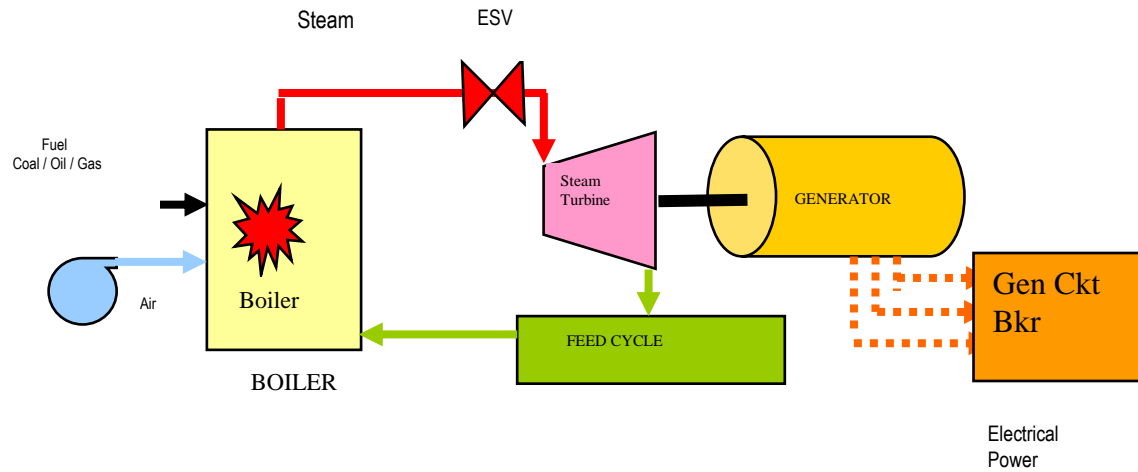 Steam
ESV
Fuel
Coal / Oil / Gas
Steam
Turbine
GENERATOR
Air
Boiler
Gen Ckt
Bkr
FEED CYCLE
BOILER
Electrical
Power